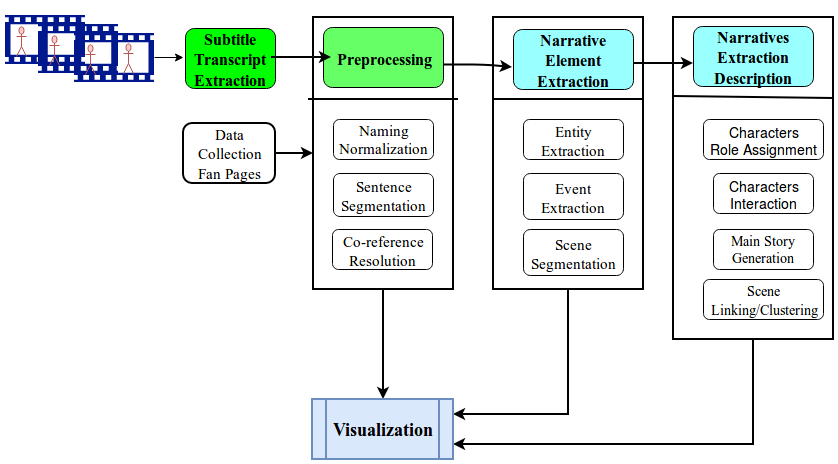 Subtitle
Transcript
Extraction
Preprocessing
Narrative
Element
Extraction
Narratives
Extraction
Description
Data
Collection
Fan Pages
Naming
Normalization
Sentence
Segmentation
Co-reference
Resolution
Entity
Extraction
Event
Extraction
Scene
Segmentation
Characters
Role Assignment
Characters
Interaction
Main Story
Generation
Scene
Linking/Clustering
Visualization